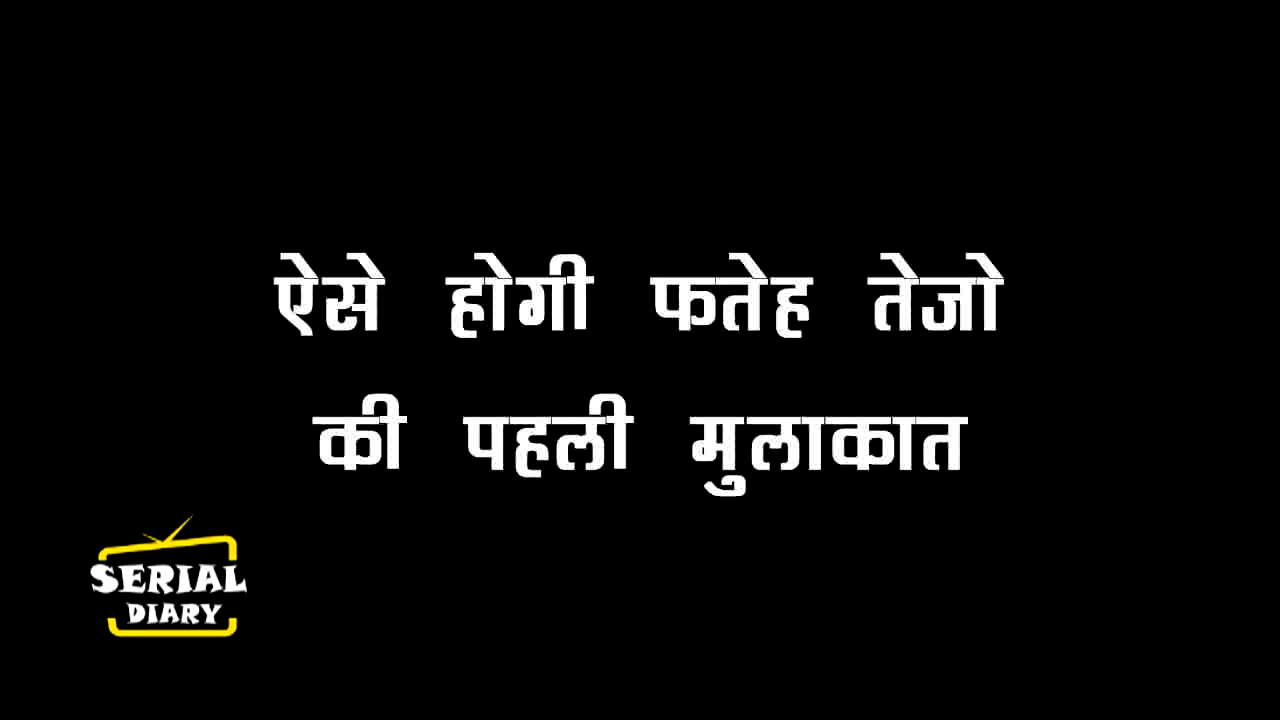 ऐसे होगी फतेह तेजो
की पहली मुलाकात
SERIAL
DIARY